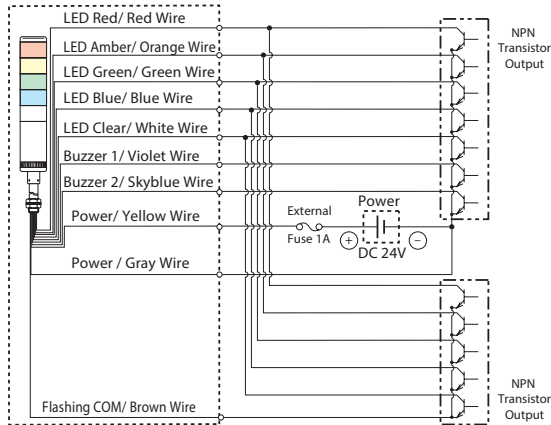 LED Red/ Red Wire
LED Amber/ Orange Wire
LED Green/ Green Wire
LED Blue/ Blue Wire
LED Clear/ White Wire
Buzzer 1/ Violet Wire
Buzzer 2/ Skyblue Wire
Power/ Yellow Wire
Power / Gray Wire
Flashing COM/ Brown Wire
External
Fuse 1A
Power
+
−
DC 24V
NPN
Transistor
Output
NPN
Transistor
Output